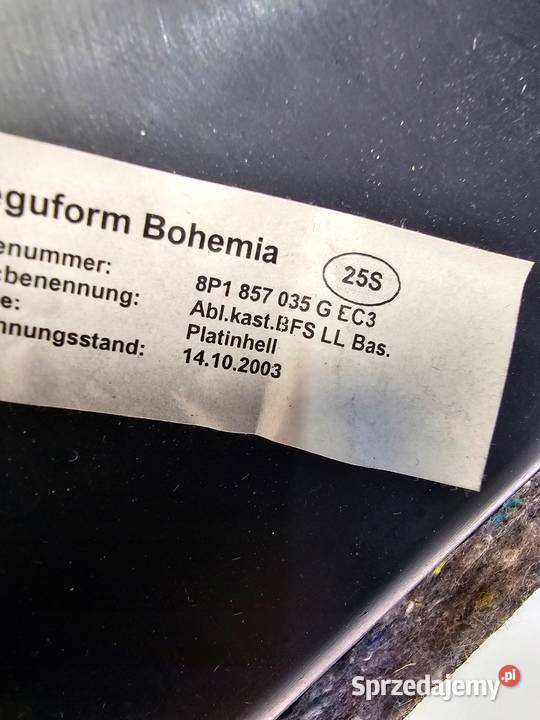 eguform Bohemia
25S
enummer: 8P1 857 035 G EC3
benennung: Abl.kast.BFS LL Bas.
e: Platinhell
nnungsstand: 14.10.2003
Sprzedajemy.pl